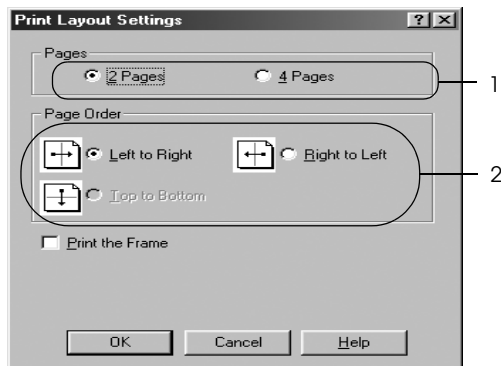 Print Layout Settings
Pages
2 Pages 4 Pages 1
Page Order
Left to Right Right to Left
2
Top to Bottom
Print the Frame
OK Cancel Help